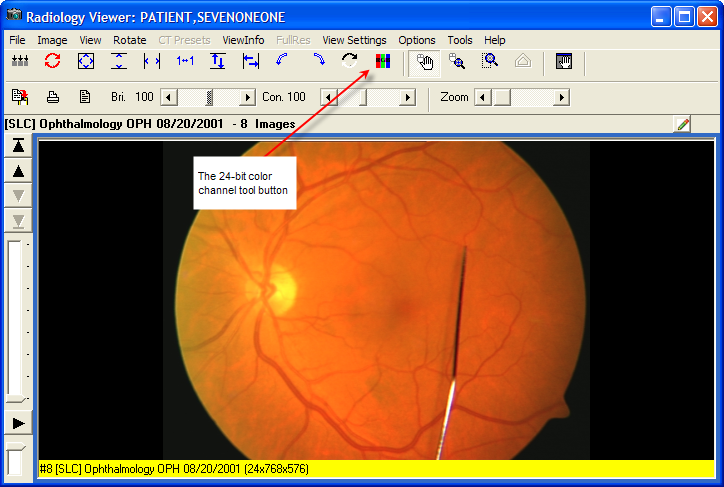 Radiology Viewer: PATIENT,SEVENONEONE
File Image View Rotate CT Presets ViewInfo FullRes View Settings Options Tools Help
1↔1
Bri. 100 Con. 100 Zoom
[SLC] Ophthalmology OPH 08/20/2001 - 8 Images
The 24-bit color
channel tool button
#8 [SLC] Ophthalmology OPH 08/20/2001 (24x768x576)